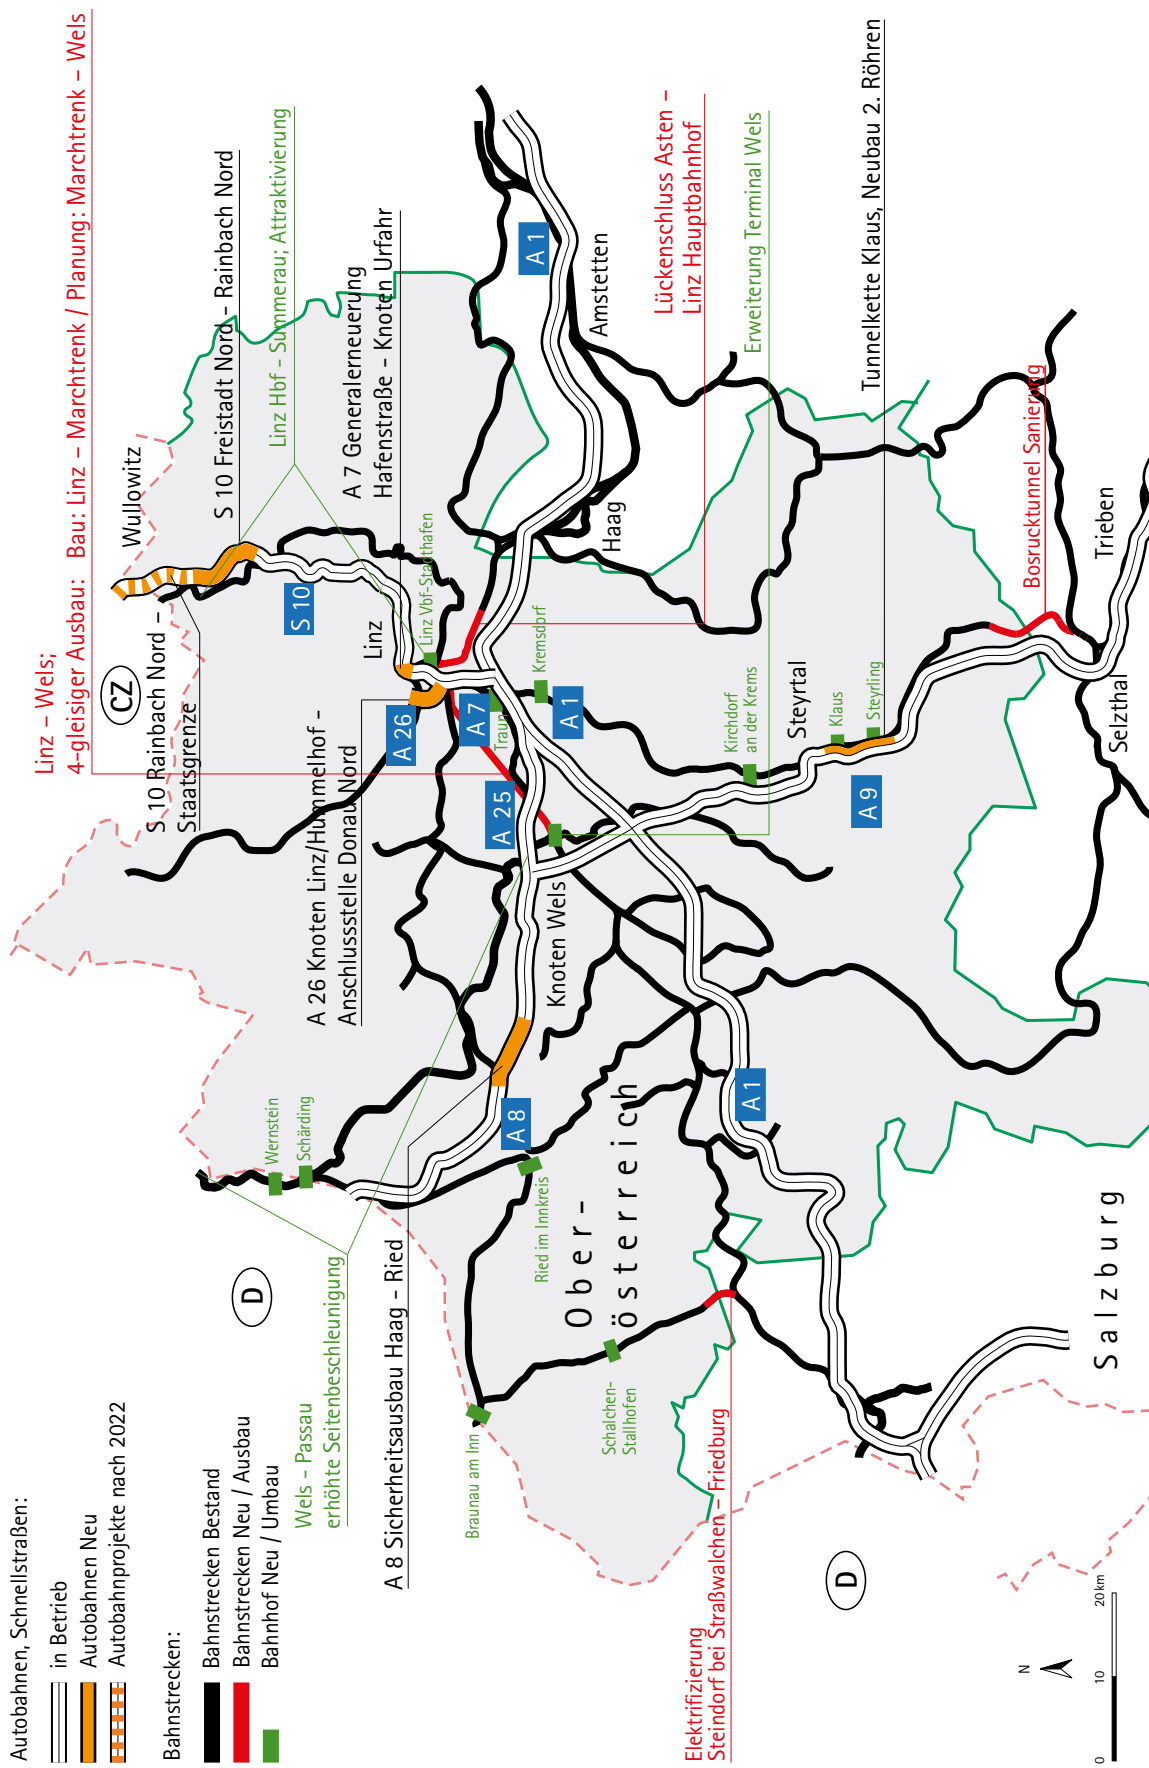 Autobahnen, Schnellstraßen:
in Betrieb
Autobahnen Neu
Autobahnprojekte nach 2022
Bahnstrecken:
Bahnstrecken Bestand
Bahnstrecken Neu / Ausbau
Bahnhof Neu / Umbau
Linz – Wels;
4-gleisiger Ausbau: Bau: Linz – Marchtrenk / Planung: Marchtrenk – Wels
CZ
Wullowitz
S 10 Rainbach Nord –
Staatsgrenze
S 10 Freistadt Nord - Rainbach Nord
Linz Hbf – Summerau; Attraktivierung
S 10
A 7 Generalerneuerung
Hafenstraße – Knoten Urfahr
A 26 Knoten Linz/Hummelhof –
Anschlussstelle Donau Nord
Wels – Passau
erhöhte Seitenbeschleunigung
Wernstein
Schärding
D
A 8 Sicherheitsausbau Haag - Ried
Linz
Linz Vbf-Stadthafen
A 26
A 7
Traun
A 25
A 1
Kremsdorf
A 1
Amstetten
Haag
Knoten Wels
A 8
Braunau am Inn
Ried im Innkreis
Ober-
österreich
Schalchen-
Stallhofen
Lückenschluss Asten –
Linz Hauptbahnhof
Erweiterung Terminal Wels
Kirchdorf
an der Krems
Steyrtal
Klaus
Steyrling
Tunnelkette Klaus, Neubau 2. Röhren
A 9
A 1
Elektrifizierung
Steindorf bei Straßwalchen – Friedburg
D
Bosrucktunnel Sanierung
Trieben
Selzthal
Salzburg
N
0 10 20 km